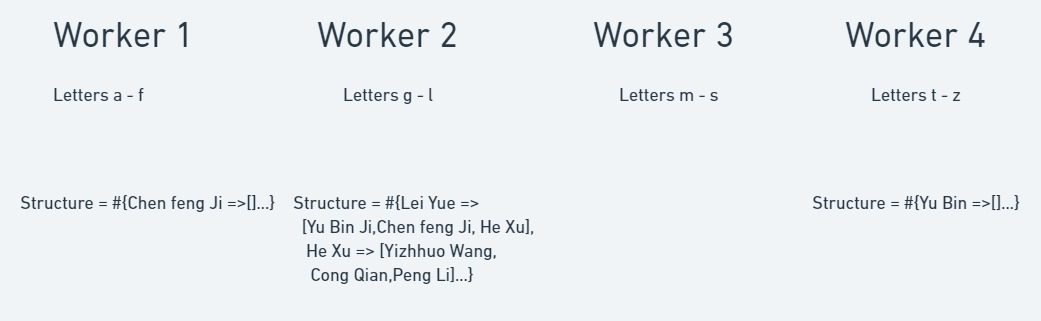 Worker 1
Worker 2
Worker 3
Worker 4
Letters a - f
Letters g - l
Letters m - s
Letters t - z
Structure = #{Chen feng Ji =>[]...}
Structure = #{Lei Yue =>
[Yu Bin Ji,Chen feng Ji, He Xu],
He Xu => [Yizhhuo Wang,
Cong Qian,Peng Li]...}
Structure = #{Yu Bin =>[]...}